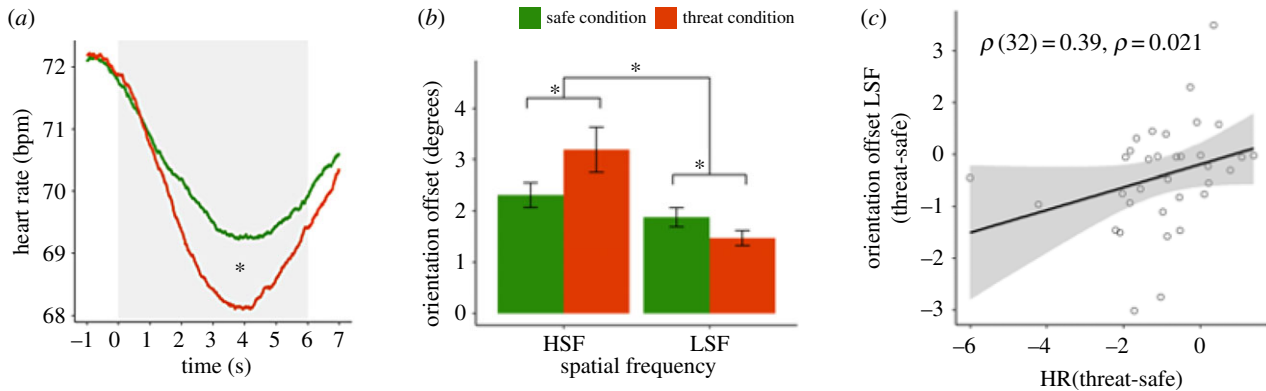 (a)
heart rate (bpm)
72
71
70
69
68
*
–1 0 1 2 3 4 5 6 7
time (s)
(b)
safe condition threat condition
orientation offset (degrees)
4
3
2
1
0
*
*
*
HSF LSF
spatial frequency
(c)
ρ (32) = 0.39, ρ = 0.021
orientation offset LSF
(threat-safe)
3
2
1
0
–1
–2
–3
–6 –4 –2 0
HR(threat-safe)